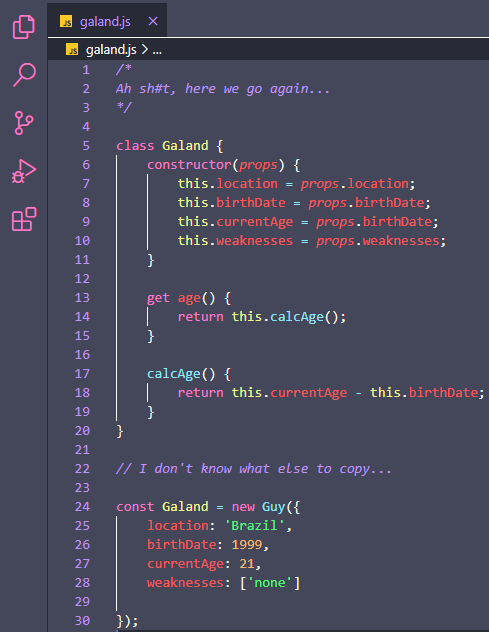 JS galand.js ×
JS galand.js > ...
1 /*
2 Ah sh#t, here we go again...
3 */
4
5 class Galand {
6     constructor(props) {
7         this.location = props.location;
8         this.birthDate = props.birthDate;
9         this.currentAge = props.birthDate;
10         this.weaknesses = props.weaknesses;
11     }
12
13     get age() {
14         return this.calcAge();
15     }
16
17     calcAge() {
18         return this.currentAge - this.birthDate;
19     }
20 }
21
22 // I don't know what else to copy...
23
24 const Galand = new Guy({
25     location: 'Brazil',
26     birthDate: 1999,
27     currentAge: 21,
28     weaknesses: ['none']
29
30 });